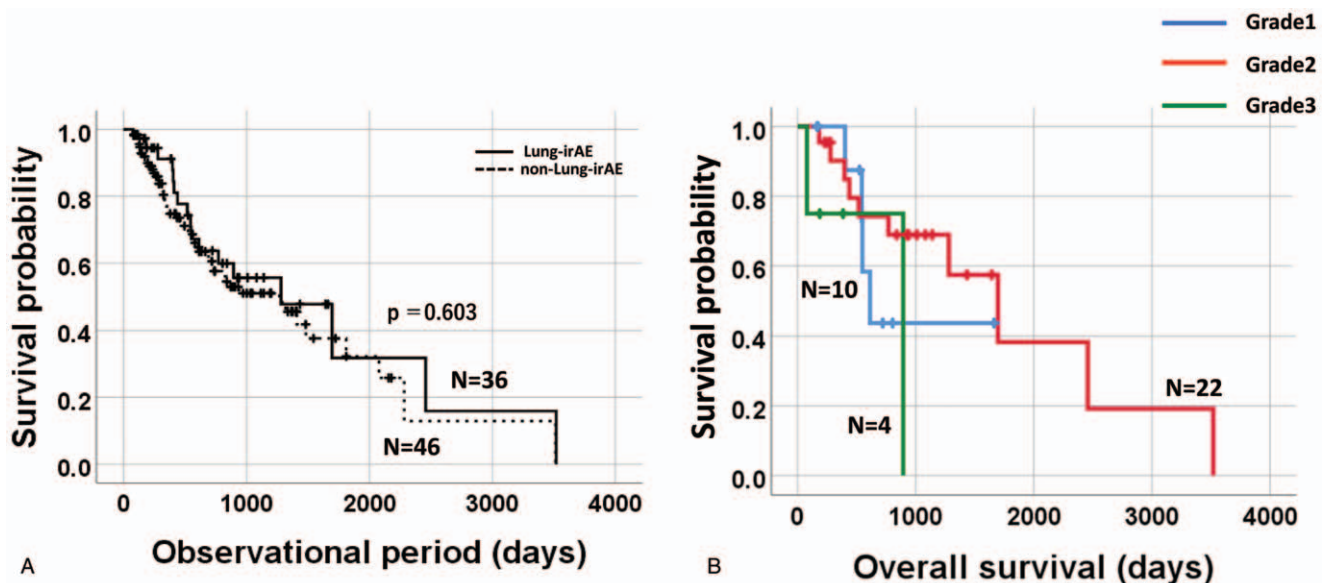 Grade1
Grade2
Grade3
Survival probability
1.0
0.8
0.6
0.4
0.2
0.0
Lung-irAE
non-Lung-irAE
p = 0.603
N=36
N=46
0 1000 2000 3000 4000
Observational period (days)
A
Survival probability
1.0
0.8
0.6
0.4
0.2
0.0
N=10
N=22
N=4
0 1000 2000 3000 4000
Overall survival (days)
B